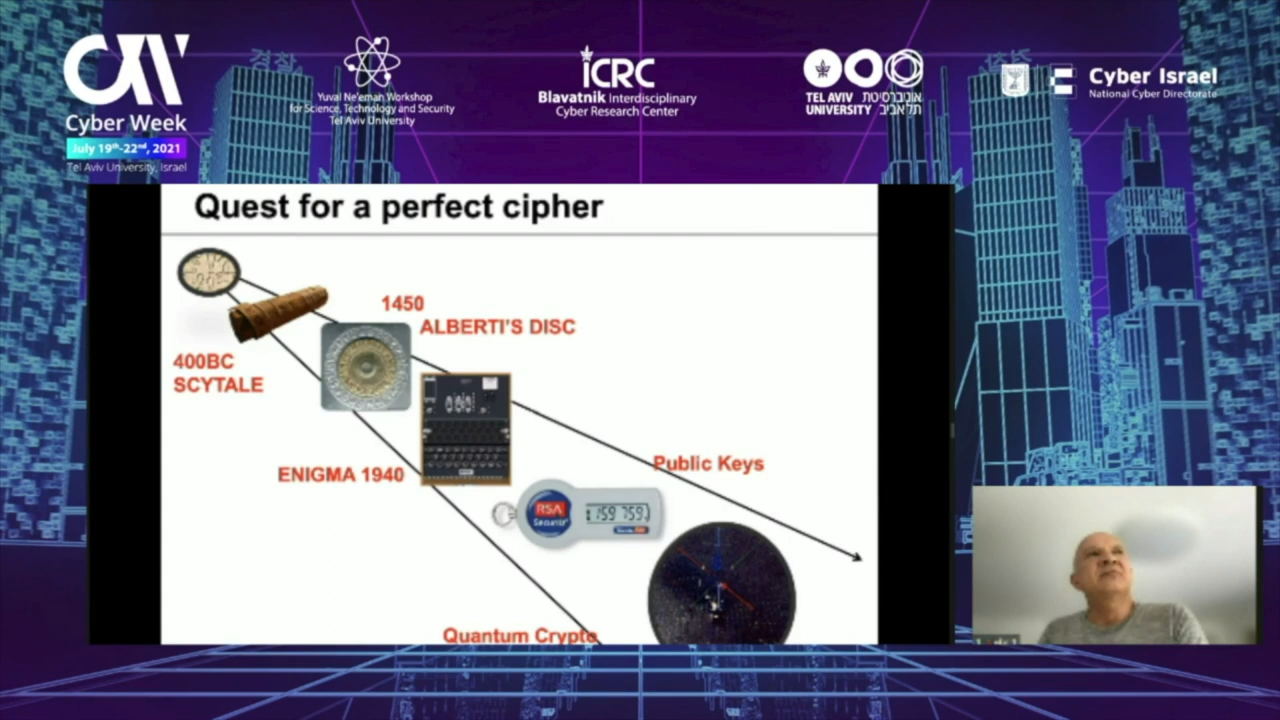 Cyber Week
July 19th-22nd, 2021
Tel Aviv University, Israel
Yuval Ne'eman Workshop
for Science, Technology and Security
Tel Aviv University
ICRC
Blavatnik Interdisciplinary
Cyber Research Center
TEL AVIV אוניברסיטת
UNIVERSITY תל אביב
Cyber Israel
National Cyber Directorate
Quest for a perfect cipher
1450
ALBERTI'S DISC
400BC
SCYTALE
ENIGMA 1940
Public Keys
RSA
SecurID
159 759
Quantum Crypto